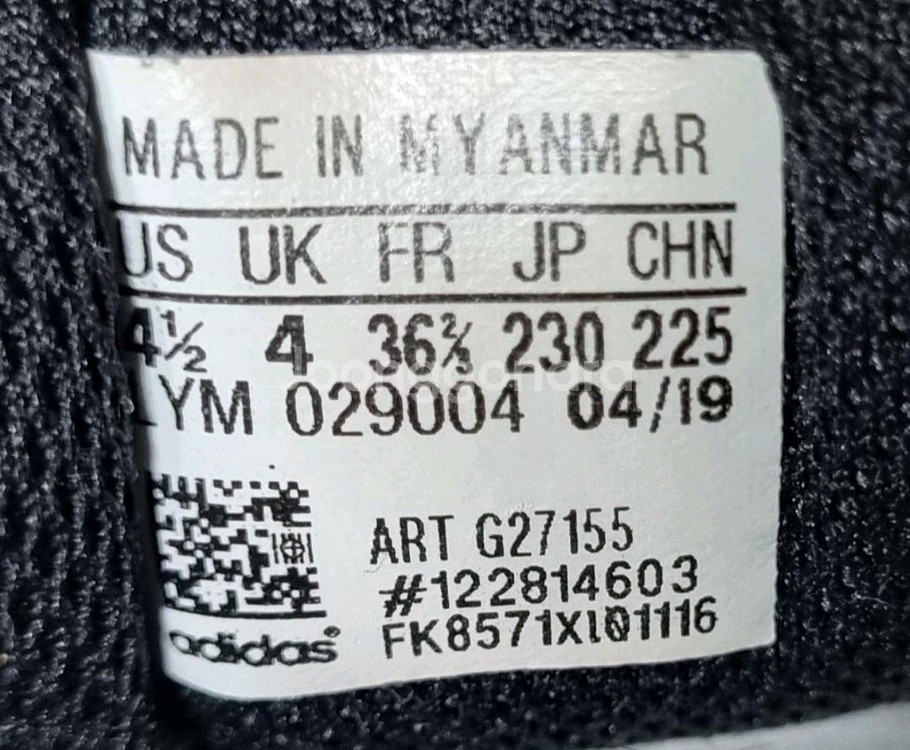 MADE IN MYANMAR
US UK FR JP CHN
4½ 4 36⅔ 230 225
YM 029004 04/19
ART G27155
#122814603
FK8571X101116
adidas®